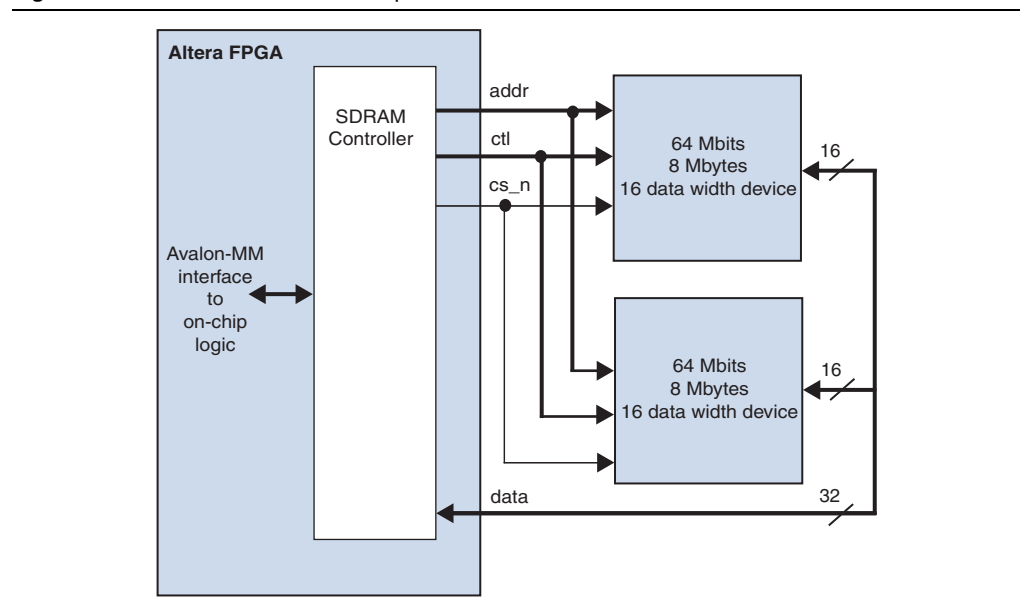 Altera FPGA
SDRAM
Controller
addr
ctl
cs_n
64 Mbits
8 Mbytes
16 data width device
16
Avalon-MM
interface
to
on-chip
logic
64 Mbits
8 Mbytes
16 data width device
16
data
32